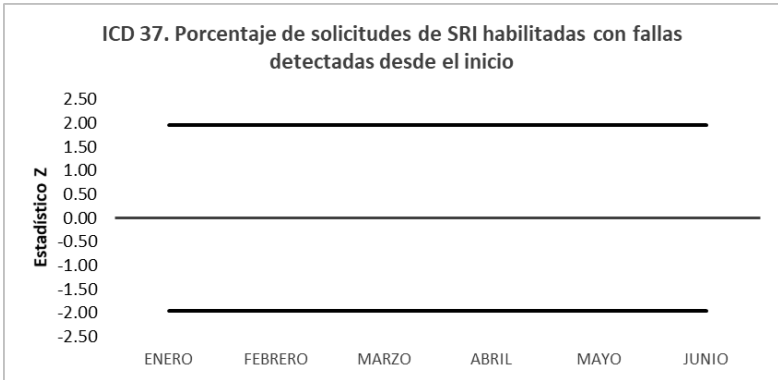 ICD 37. Porcentaje de solicitudes de SRI habilitadas con fallas
detectadas desde el inicio
Estadístico Z
2.50
2.00
1.50
1.00
0.50
0.00
-0.50
-1.00
-1.50
-2.00
-2.50
ENERO FEBRERO MARZO ABRIL MAYO JUNIO